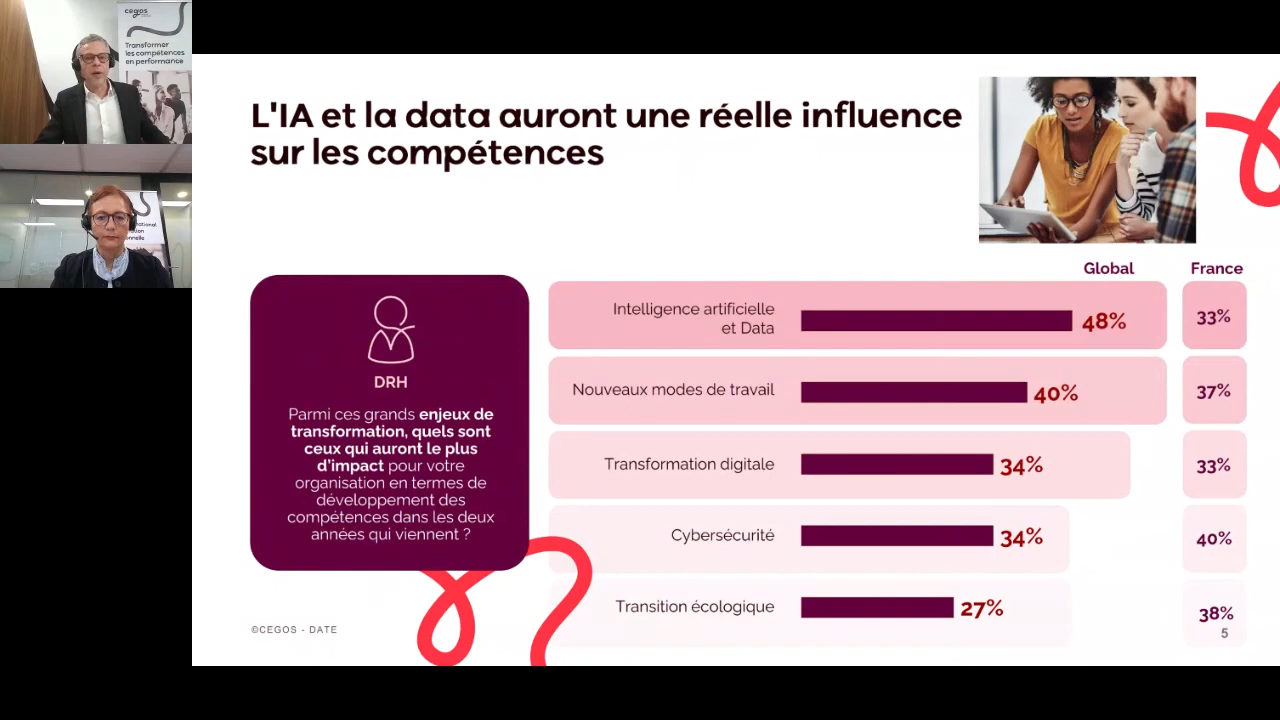 cegos
Transformer
les compétences
en performance
L'IA et la data auront une réelle influence
sur les compétences
Global
France
DRH
Parmi ces grands enjeux de
transformation, quels sont
ceux qui auront le plus
d'impact pour votre
organisation en termes de
développement des
compétences dans les deux
années qui viennent ?
Intelligence artificielle
et Data
48%
33%
Nouveaux modes de travail
40%
37%
Transformation digitale
34%
33%
Cybersécurité
34%
40%
Transition écologique
27%
38%
©CEGOS - DATE
5